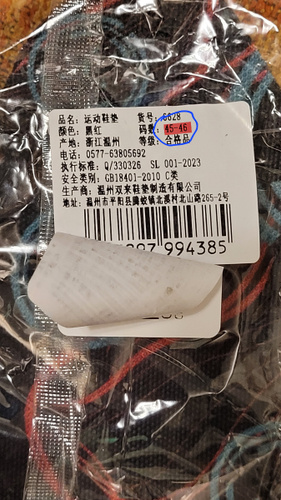 品名: 运动鞋垫 货号: 6628
颜色: 黑红 码数: 45-46
产地: 浙江温州 等级: 合格品
电话: 0577-63805692
执行标准: Q/330326 SL 001-2023
安全类别: GB18401-2010 C类
生产商: 温州双来鞋垫制造有限公司
地址: 温州市平阳县腾蛟镇北溪村北山路265-2号
994385